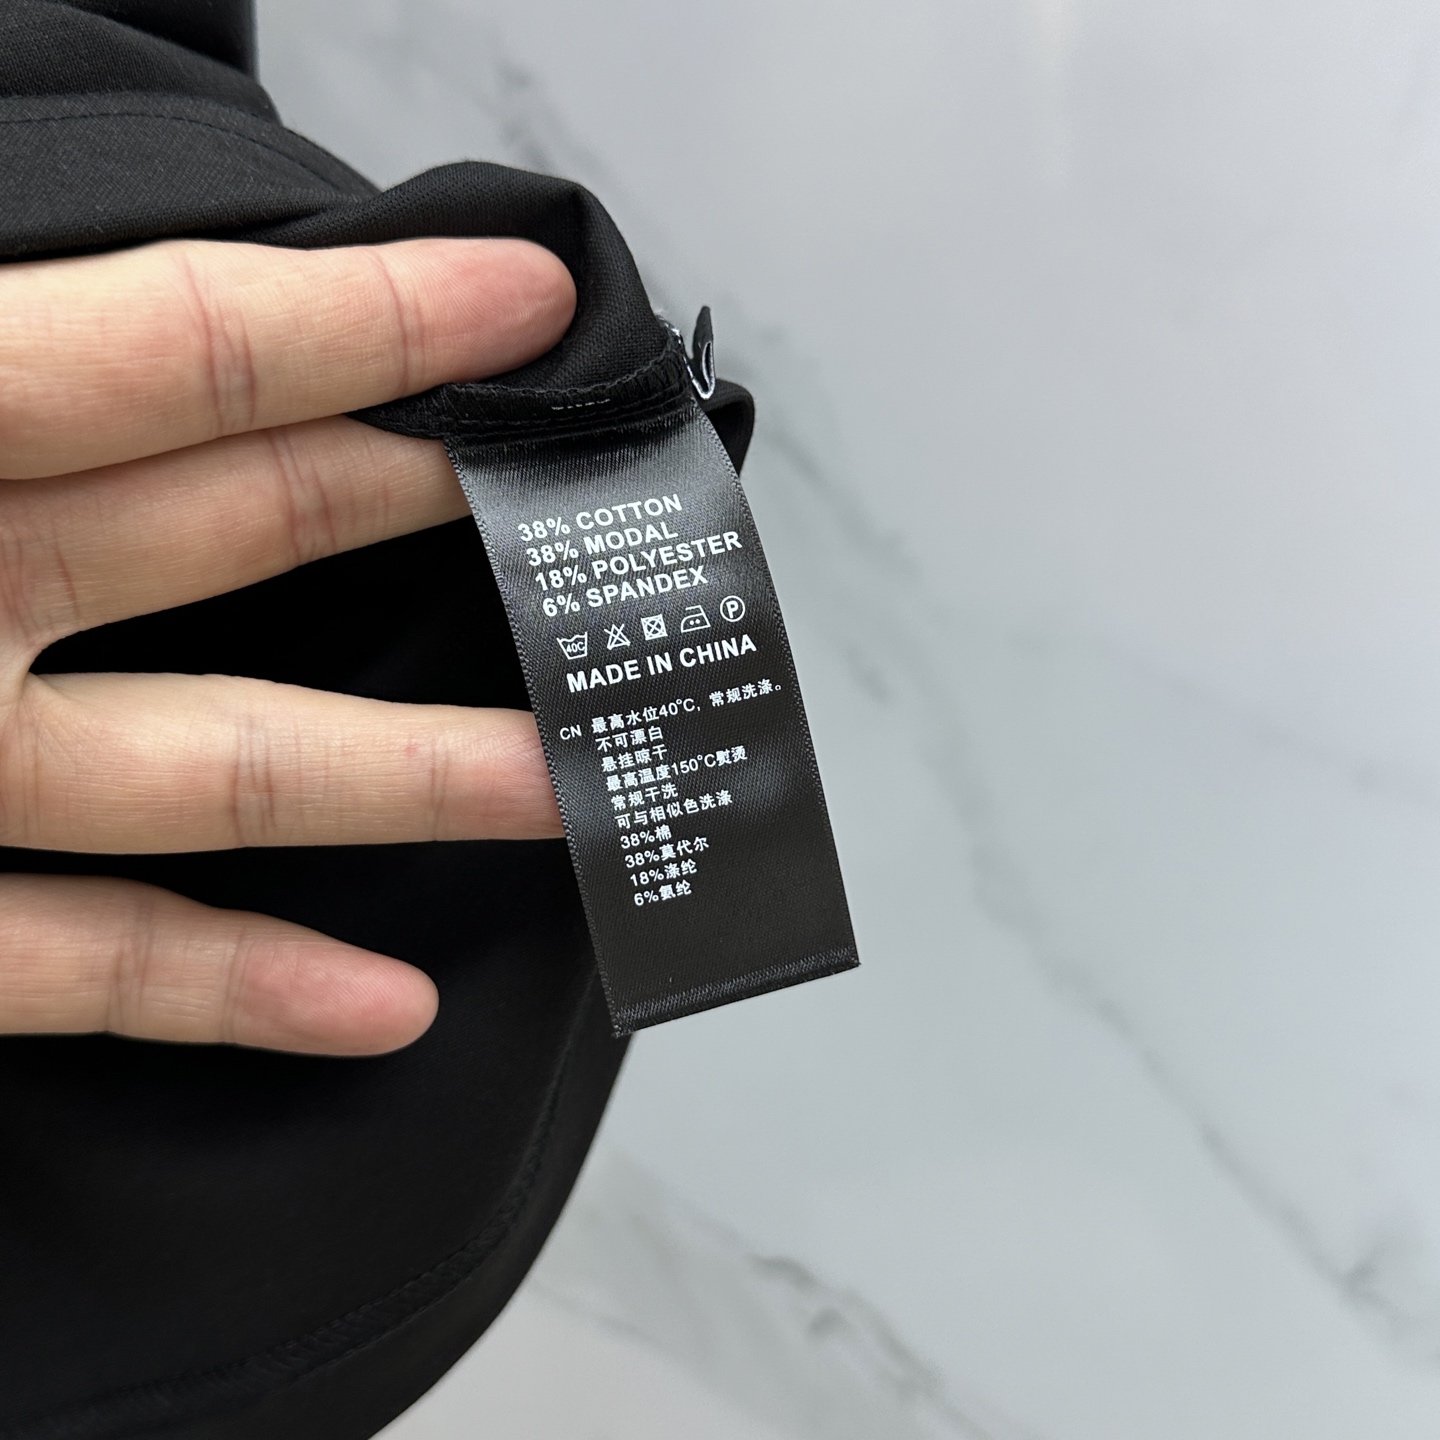 38% COTTON
38% MODAL
18% POLYESTER
6% SPANDEX
40C P
MADE IN CHINA
CN 最高水位40°C，常规洗涤。
不可漂白
悬挂晾干
最高温度150°C熨烫
常规干洗
可与相似色洗涤
38%棉
38%莫代尔
18%涤纶
6%氨纶